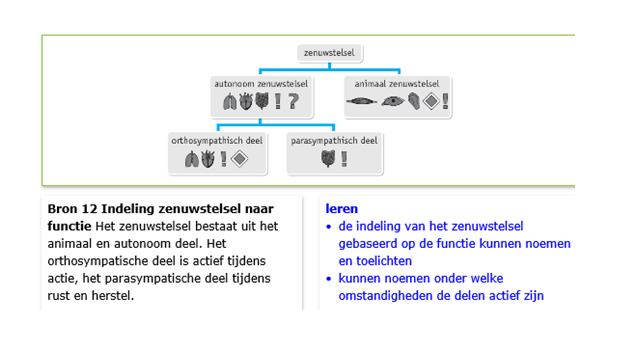 zenuwstelsel
autonoom zenuwstelsel
animaal zenuwstelsel
! ?
!
orthosympathisch deel
parasympathisch deel
!
!
Bron 12 Indeling zenuwstelsel naar
functie Het zenuwstelsel bestaat uit het
animaal en autonoom deel. Het
orthosympathische deel is actief tijdens
actie, het parasympatische deel tijdens
rust en herstel.
leren
• de indeling van het zenuwstelsel
gebaseerd op de functie kunnen noemen
en toelichten
• kunnen noemen onder welke
omstandigheden de delen actief zijn